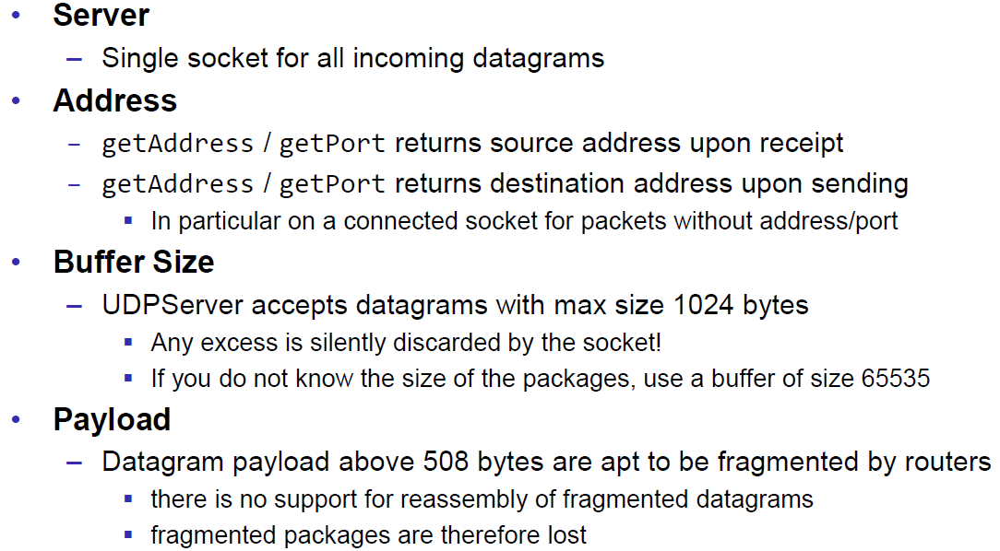 • Server
– Single socket for all incoming datagrams
• Address
– getAddress / getPort returns source address upon receipt
– getAddress / getPort returns destination address upon sending
▪ In particular on a connected socket for packets without address/port
• Buffer Size
– UDPServer accepts datagrams with max size 1024 bytes
▪ Any excess is silently discarded by the socket!
▪ If you do not know the size of the packages, use a buffer of size 65535
• Payload
– Datagram payload above 508 bytes are apt to be fragmented by routers
▪ there is no support for reassembly of fragmented datagrams
▪ fragmented packages are therefore lost